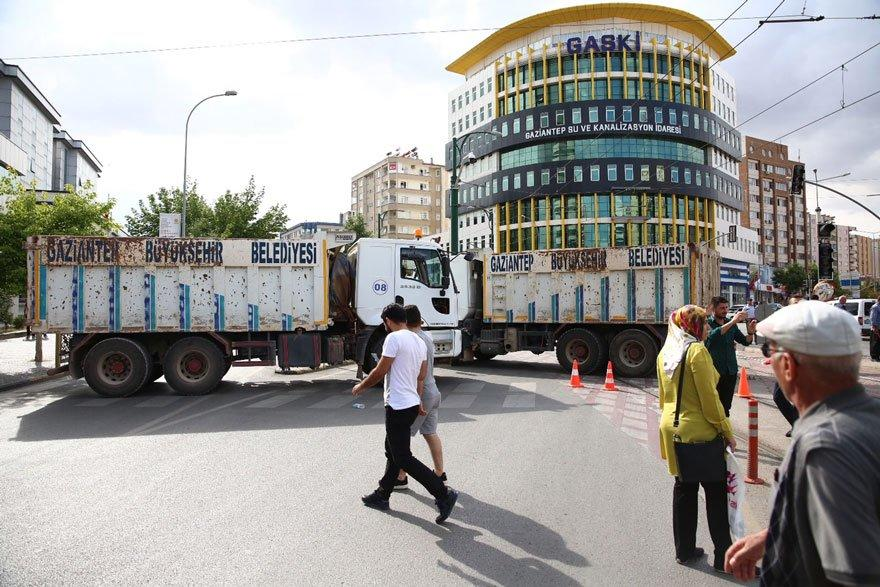 GASKİ
GAZİANTEP SU VE KANALİZASYON İDARESİ
GAZİANTEP BÜYÜKŞEHİR BELEDİYESİ
08
GAZİANTEP BÜYÜKŞEHİR BELEDİYESİ